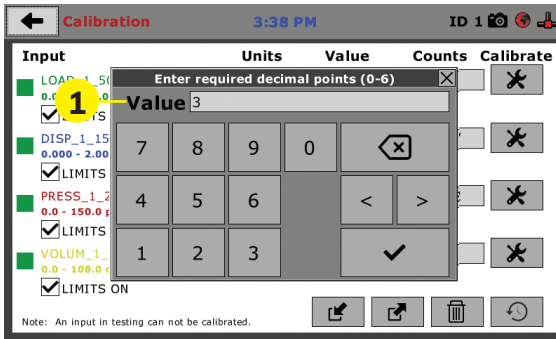 Calibration 3:38 PM ID 1
Input Units Value Counts Calibrate
Enter required decimal points (0-6)
1 Value 3
LOAD_1_50
LIMITS
DISP_1_15
0.000 - 2.00
LIMITS
PRESS_1_2
0.0 - 150.0
LIMITS
VOLUM_1_
0.0 - 108.0
LIMITS ON
7 8 9 0
4 5 6 < >
1 2 3
Note: An input in testing can not be calibrated.